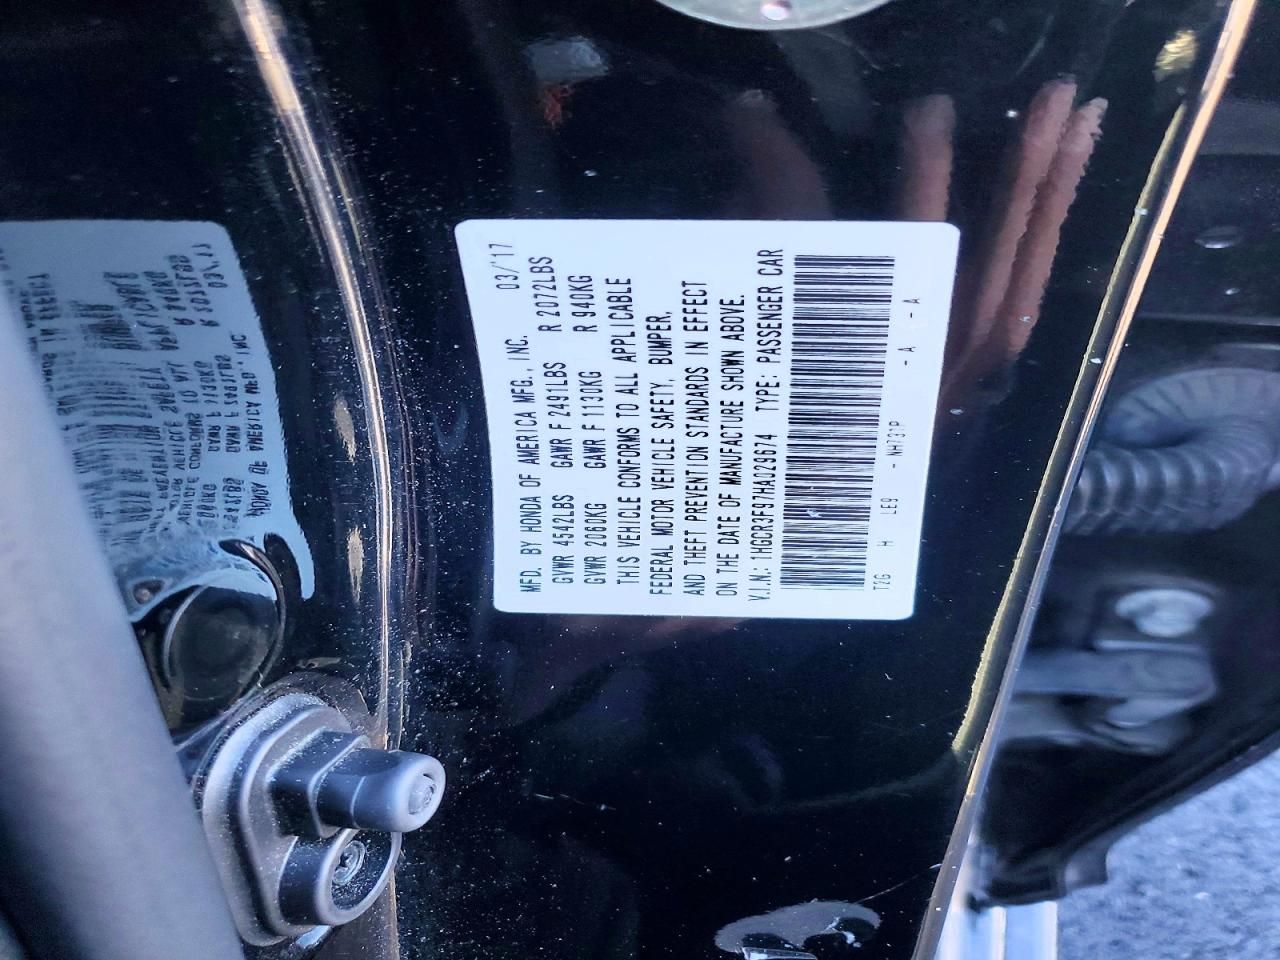 MFD. BY HONDA OF AMERICA MFG., INC. 03/'17
GVWR 4542LBS GAWR F 2491LBS R 2072LBS
GVWR 2060KG GAWR F 1130KG R 940KG
THIS VEHICLE CONFORMS TO ALL APPLICABLE
FEDERAL MOTOR VEHICLE SAFETY, BUMPER,
AND THEFT PREVENTION STANDARDS IN EFFECT
ON THE DATE OF MANUFACTURE SHOWN ABOVE.
V.I.N.: 1HGCR3F97HA029674 TYPE: PASSENGER CAR
T2G H LE9 - NH731P - A - A